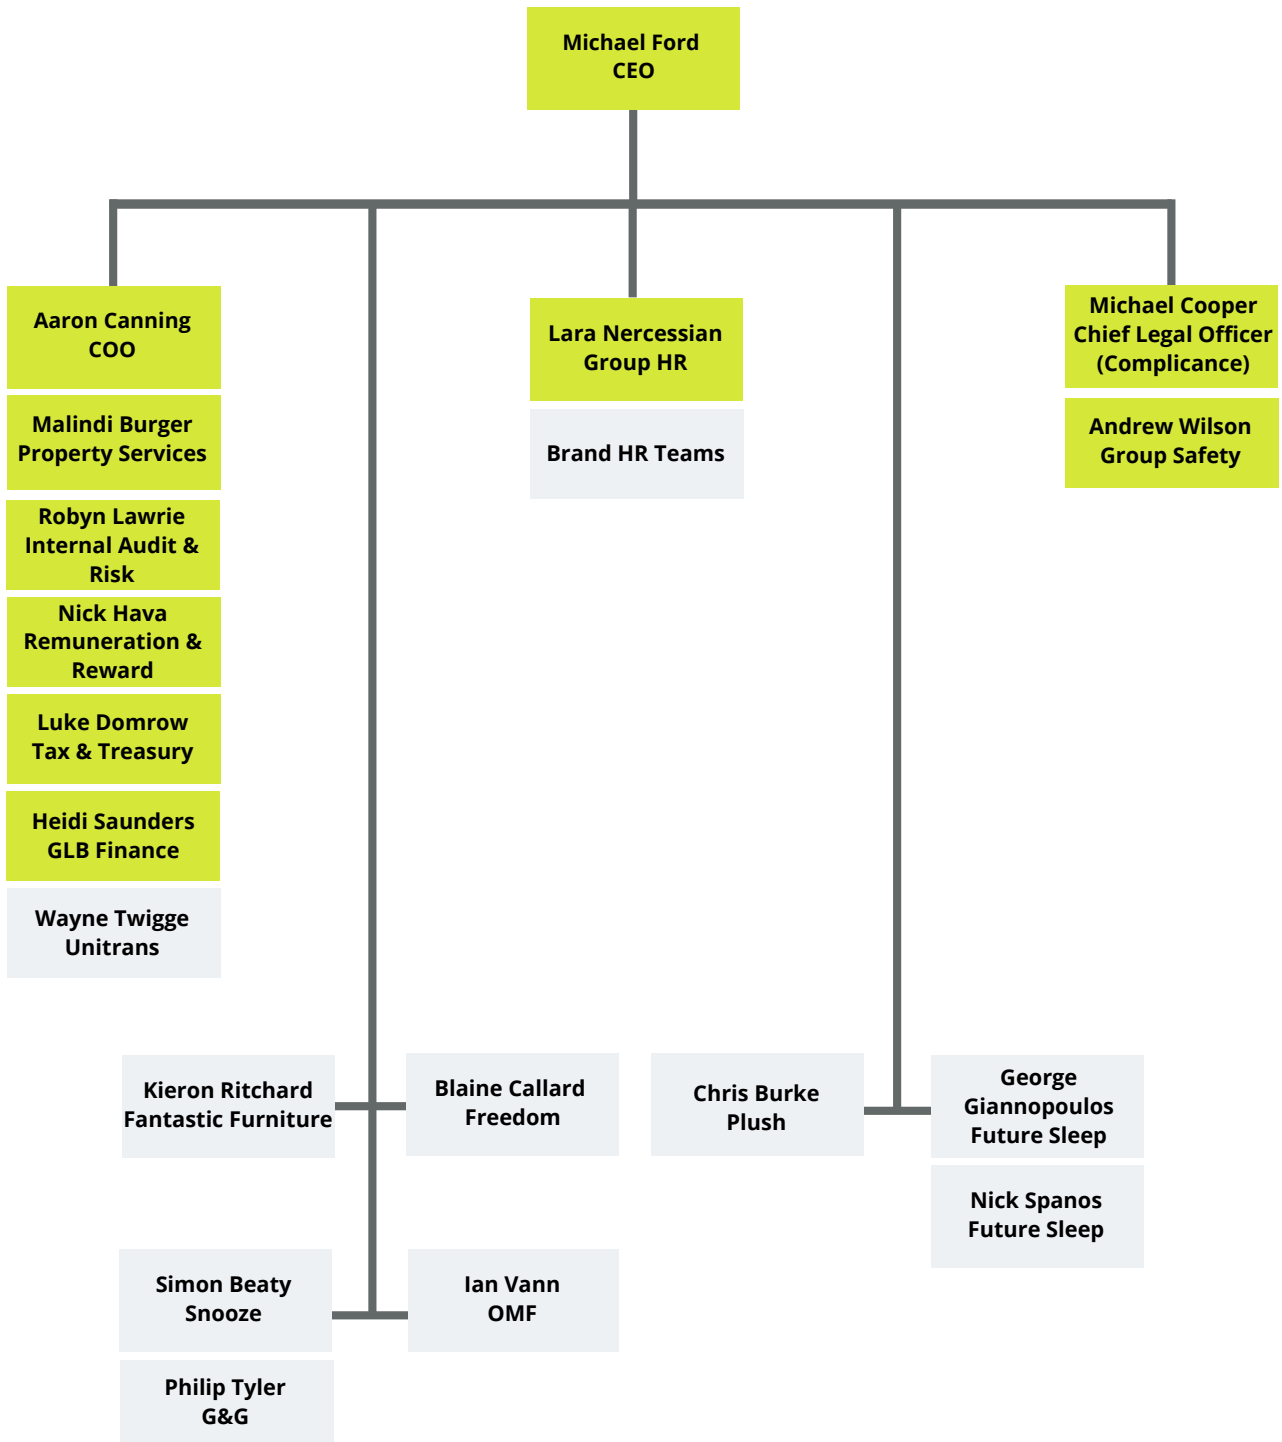 Michael Ford
CEO
Aaron Canning
COO
Malindi Burger
Property Services
Robyn Lawrie
Internal Audit &
Risk
Nick Hava
Remuneration &
Reward
Luke Domrow
Tax & Treasury
Heidi Saunders
GLB Finance
Wayne Twigge
Unitrans
Lara Nercessian
Group HR
Brand HR Teams
Michael Cooper
Chief Legal Officer
(Complicance)
Andrew Wilson
Group Safety
Kieron Ritchard
Fantastic Furniture
Blaine Callard
Freedom
Chris Burke
Plush
George
Giannopoulos
Future Sleep
Nick Spanos
Future Sleep
Simon Beaty
Snooze
Ian Vann
OMF
Philip Tyler
G&G